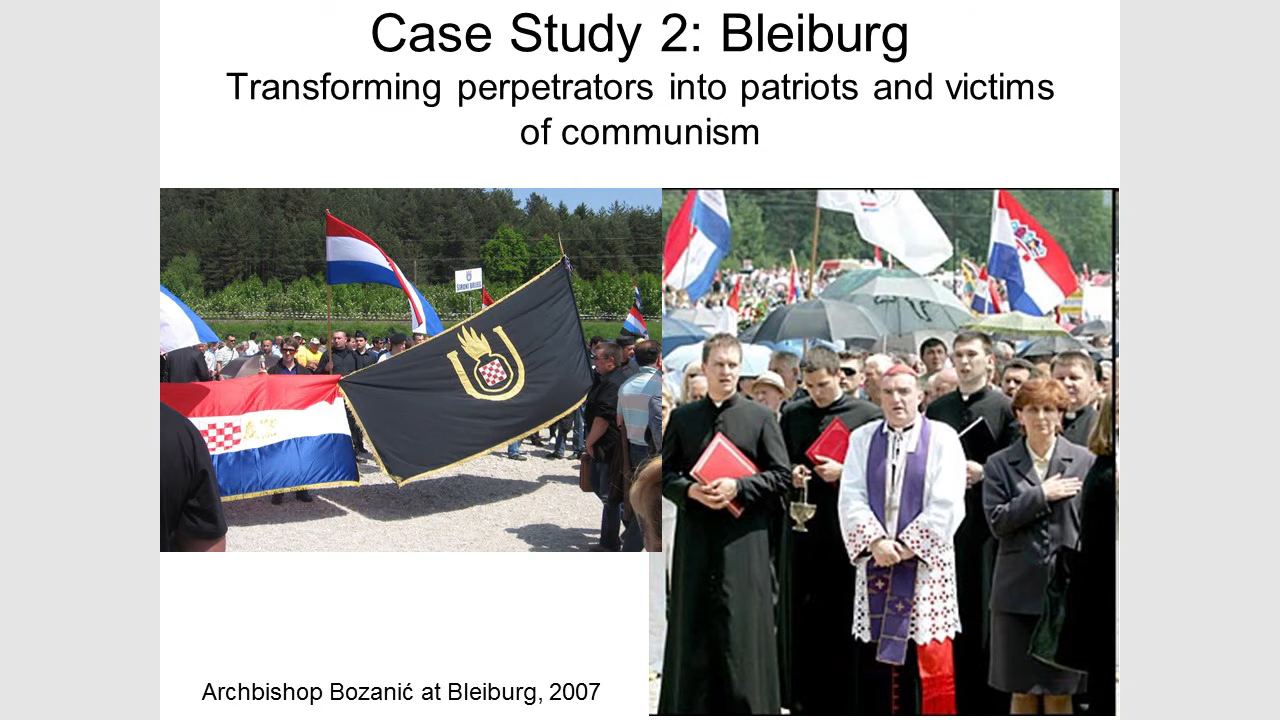 Case Study 2: Bleiburg
Transforming perpetrators into patriots and victims
of communism
Archbishop Bozanić at Bleiburg, 2007